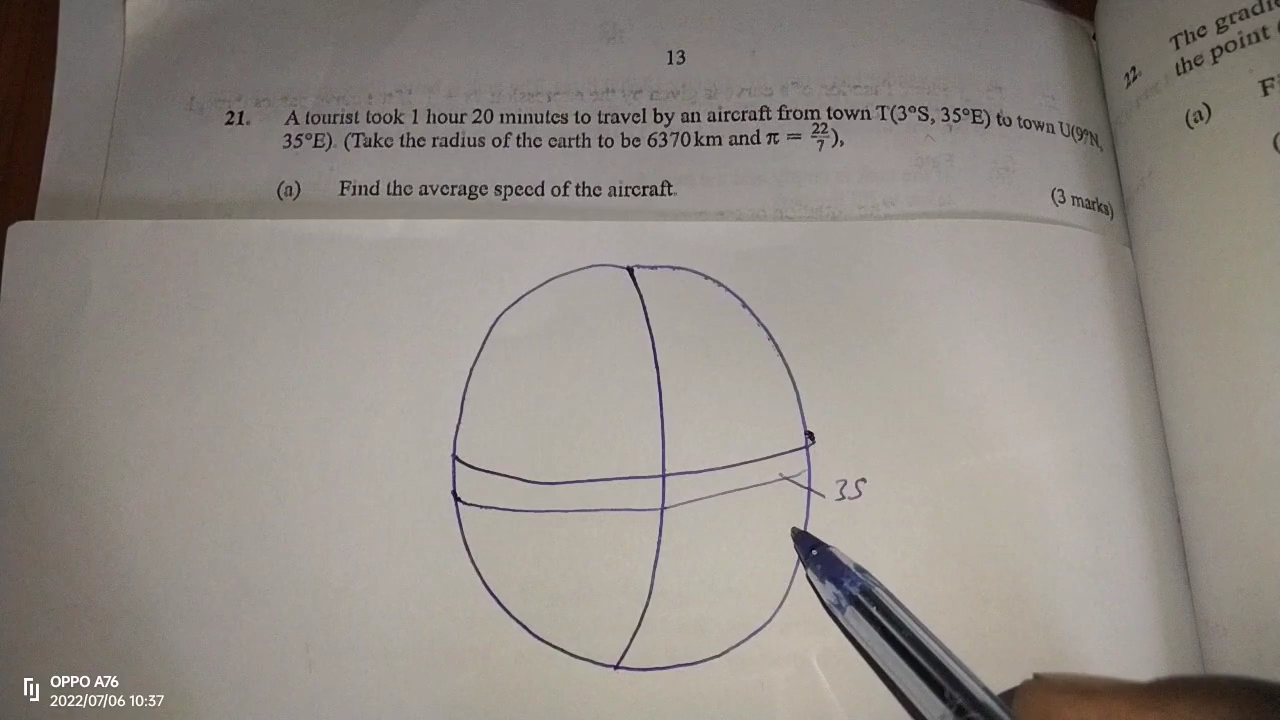 13
21. A tourist took 1 hour 20 minutes to travel by an aircraft from town T(3°S, 35°E) to town U(9°N,
35°E). (Take the radius of the earth to be 6370 km and π = 22/7),
(a) Find the average speed of the aircraft.
(3 marks)
22. The gradie
the point
(a) F
3S
OPPO A76
2022/07/06 10:37